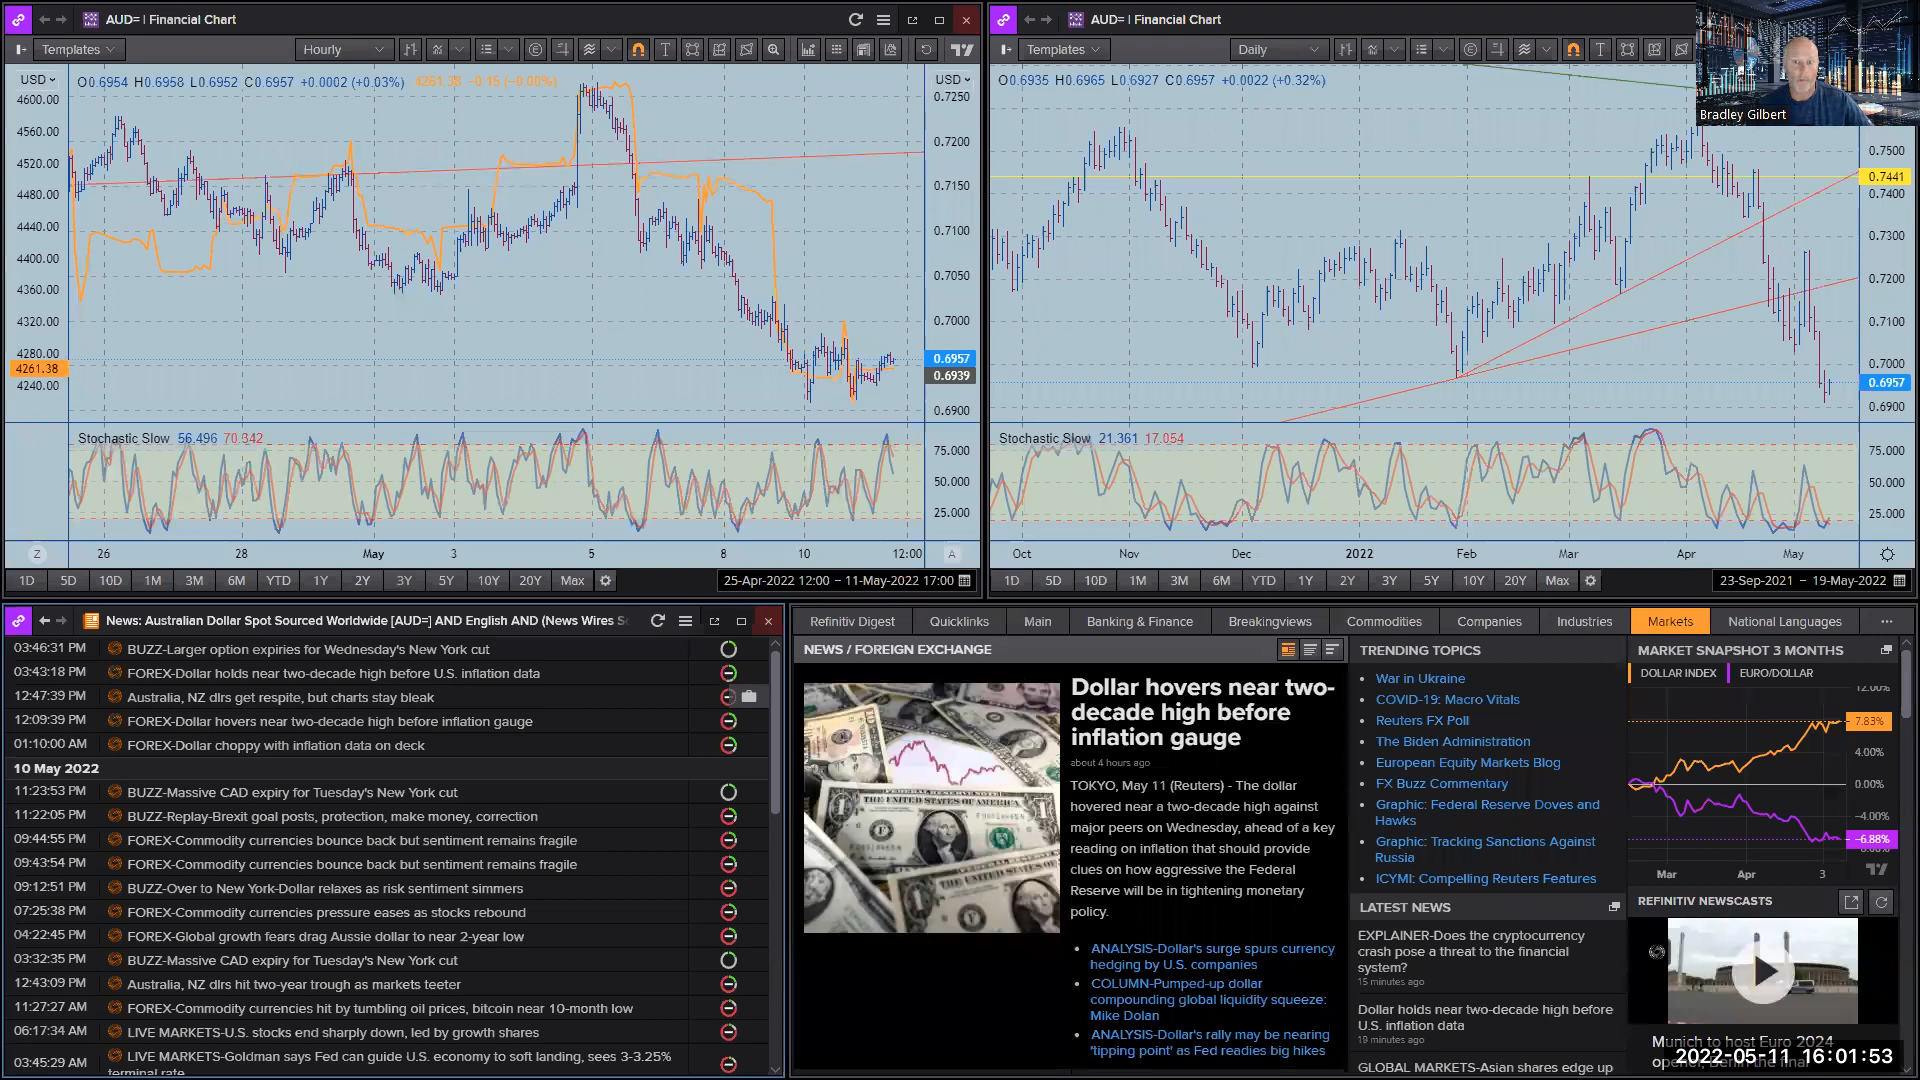 AUD= | Financial Chart
Templates
Hourly
USD
O0.6954 H0.6958 L0.6952 C0.6957 +0.0002 (+0.03%) 4261.38 −0.15 (−0.00%)
USD
4600.00
4560.00
4520.00
4480.00
4440.00
4400.00
4360.00
4320.00
4280.00
4261.38
4240.00
0.7250
0.7200
0.7150
0.7100
0.7050
0.7000
0.6957
0.6939
0.6900
Stochastic Slow 56.496 70.342
75.000
50.000
25.000
Z
26
28
May
3
5
8
10
12:00
A
1D 5D 10D 1M 3M 6M YTD 1Y 2Y 3Y 5Y 10Y 20Y Max
25-Apr-2022 12:00 − 11-May-2022 17:00
AUD= | Financial Chart
Templates
Daily
O0.6935 H0.6965 L0.6927 C0.6957 +0.0022 (+0.32%)
Bradley Gilbert
0.7500
0.7441
0.7400
0.7300
0.7200
0.7100
0.7000
0.6957
0.6900
Stochastic Slow 21.361 17.054
75.000
50.000
25.000
Oct
Nov
Dec
2022
Feb
Mar
Apr
May
1D 5D 10D 1M 3M 6M YTD 1Y 2Y 3Y 5Y 10Y 20Y Max
23-Sep-2021 − 19-May-2022
News: Australian Dollar Spot Sourced Worldwide [AUD=] AND English AND (News Wires
03:46:31 PM BUZZ-Larger option expiries for Wednesday's New York cut
03:43:18 PM FOREX-Dollar holds near two-decade high before U.S. inflation data
12:47:39 PM Australia, NZ dlrs get respite, but charts stay bleak
12:09:39 PM FOREX-Dollar hovers near two-decade high before inflation gauge
01:10:00 AM FOREX-Dollar choppy with inflation data on deck
10 May 2022
11:23:53 PM BUZZ-Massive CAD expiry for Tuesday's New York cut
11:22:05 PM BUZZ-Replay-Brexit goal posts, protection, make money, correction
09:44:55 PM FOREX-Commodity currencies bounce back but sentiment remains fragile
09:43:54 PM FOREX-Commodity currencies bounce back but sentiment remains fragile
09:12:51 PM BUZZ-Over to New York-Dollar relaxes as risk sentiment simmers
07:25:38 PM FOREX-Commodity currencies pressure eases as stocks rebound
04:22:45 PM FOREX-Global growth fears drag Aussie dollar to near 2-year low
03:32:35 PM BUZZ-Massive CAD expiry for Tuesday's New York cut
12:43:09 PM Australia, NZ dlrs hit two-year trough as markets teeter
11:27:27 AM FOREX-Commodity currencies hit by tumbling oil prices, bitcoin near 10-month low
06:17:34 AM LIVE MARKETS-U.S. stocks end sharply down, led by growth shares
03:45:29 AM LIVE MARKETS-Goldman says Fed can guide U.S. economy to soft landing, sees 3-3.25%
terminal rate
Refinitiv Digest
Quicklinks
Main
Banking & Finance
Breakingviews
Commodities
Companies
Industries
Markets
National Languages
NEWS / FOREIGN EXCHANGE
Dollar hovers near two-
decade high before
inflation gauge
about 4 hours ago
TOKYO, May 11 (Reuters) - The dollar
hovered near a two-decade high against
major peers on Wednesday, ahead of a key
reading on inflation that should provide
clues on how aggressive the Federal
Reserve will be in tightening monetary
policy.
ANALYSIS-Dollar's surge spurs currency
hedging by U.S. companies
COLUMN-Pumped-up dollar
compounding global liquidity squeeze:
Mike Dolan
ANALYSIS-Dollar's rally may be nearing
'tipping point' as Fed readies big hikes
TRENDING TOPICS
War in Ukraine
COVID-19: Macro Vitals
Reuters FX Poll
The Biden Administration
European Equity Markets Blog
FX Buzz Commentary
Graphic: Federal Reserve Doves and
Hawks
Graphic: Tracking Sanctions Against
Russia
ICYMI: Compelling Reuters Features
LATEST NEWS
EXPLAINER-Does the cryptocurrency
crash pose a threat to the financial
system?
15 minutes ago
Dollar holds near two-decade high before
U.S. inflation data
19 minutes ago
GLOBAL MARKETS-Asian shares edge up
MARKET SNAPSHOT 3 MONTHS
DOLLAR INDEX
EURO/DOLLAR
12.00%
7.83%
4.00%
0.00%
−4.00%
−6.88%
Mar
Apr
3
REFINITIV NEWSCASTS
Munich to host Euro 2024
opener, Berlin the final
2022-05-11 16:01:53